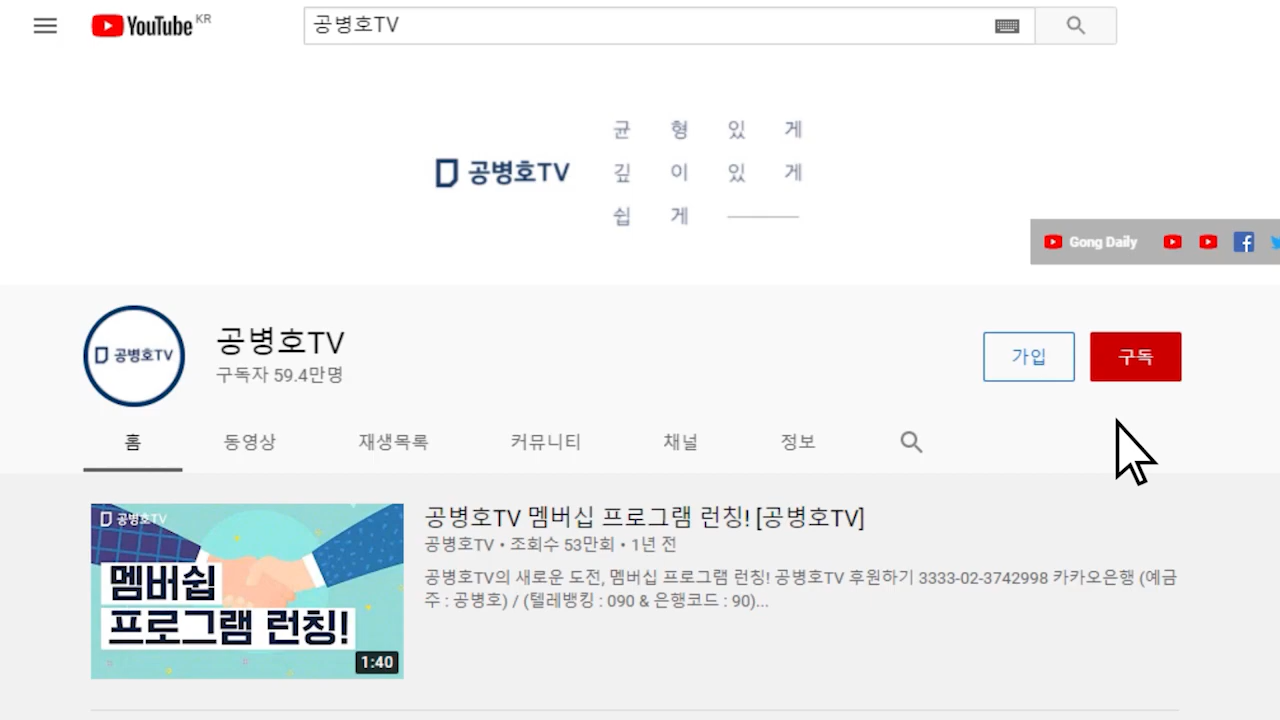 YouTube KR
공병호TV
균형있게
공병호TV
깊이있게
쉽게
Gong Daily
공병호TV
공병호TV
구독자 59.4만명
가입
구독
홈
동영상
재생목록
커뮤니티
채널
정보
공병호TV
멤버쉽
프로그램 런칭!
1:40
공병호TV 멤버십 프로그램 런칭! [공병호TV]
공병호TV • 조회수 53만회 • 1년 전
공병호TV의 새로운 도전, 멤버십 프로그램 런칭! 공병호TV 후원하기 3333-02-3742998 카카오은행 (예금
주 : 공병호) / (텔레뱅킹 : 090 & 은행코드 : 90)...